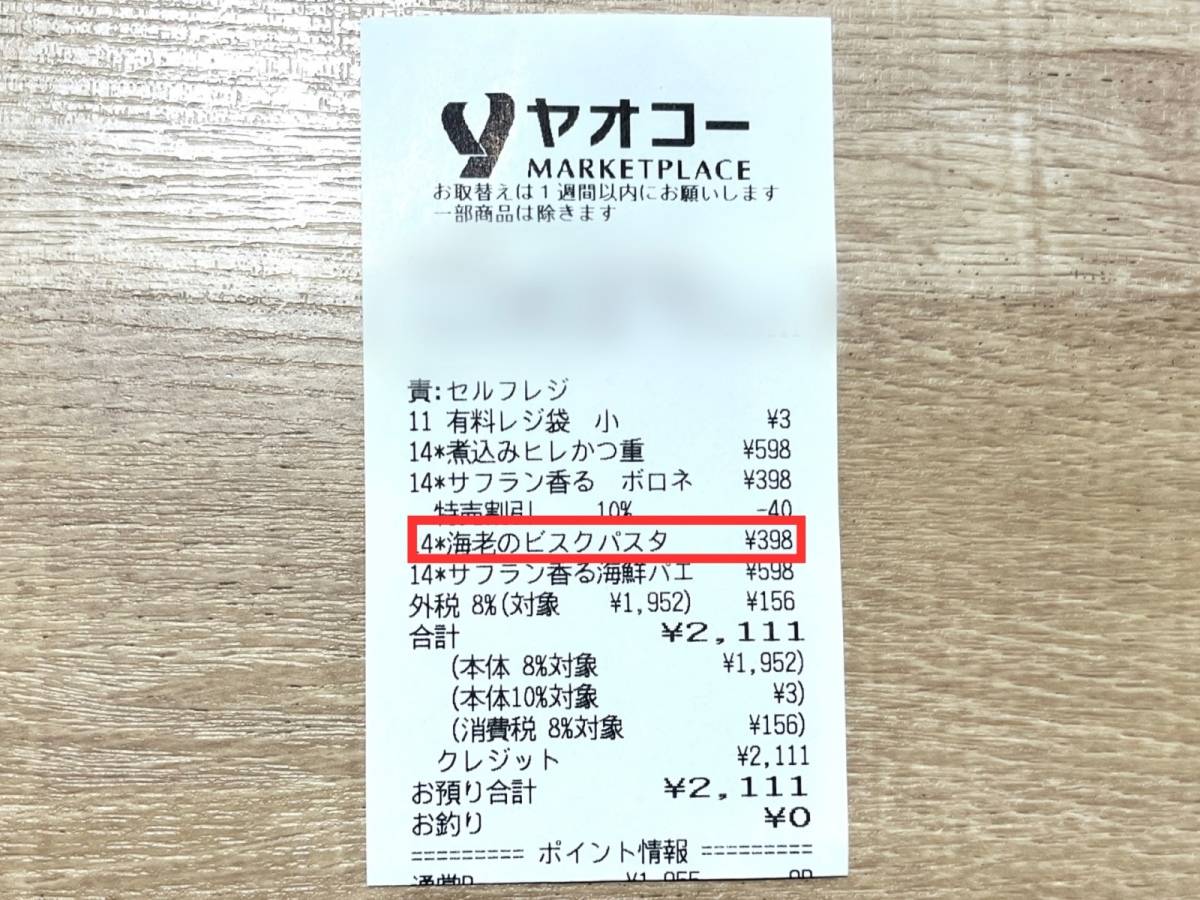 ヤオコー
MARKETPLACE
お取替えは1週間以内にお願いします
一部商品は除きます
責:セルフレジ
11 有料レジ袋 小 ¥3
14*煮込みヒレかつ重 ¥598
14*サフラン香る ボロネ ¥398
特売割引 10% -40
14*海老のビスクパスタ ¥398
14*サフラン香る海鮮パエ ¥598
外税 8%(対象 ¥1,952) ¥156
合計 ¥2,111
(本体 8%対象 ¥1,952)
(本体10%対象 ¥3)
(消費税 8%対象 ¥156)
クレジット ¥2,111
お預り合計 ¥2,111
お釣り ¥0
========= ポイント情報 =========